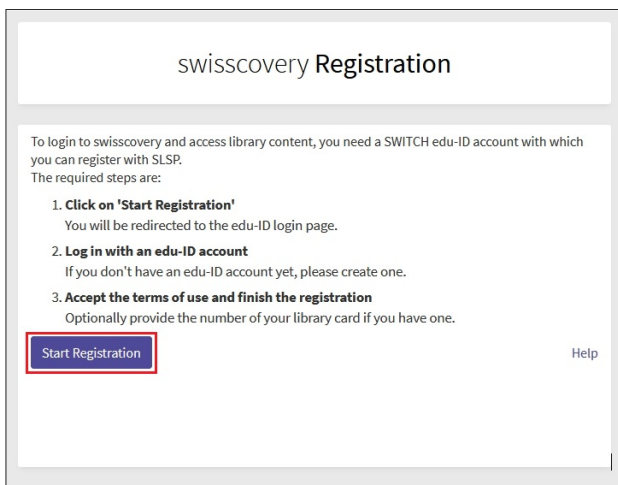 swisscovery Registration
To login to swisscovery and access library content, you need a SWITCH edu-ID account with which
you can register with SLSP.
The required steps are:
1. Click on 'Start Registration'
You will be redirected to the edu-ID login page.
2. Log in with an edu-ID account
If you don't have an edu-ID account yet, please create one.
3. Accept the terms of use and finish the registration
Optionally provide the number of your library card if you have one.
Start Registration
Help